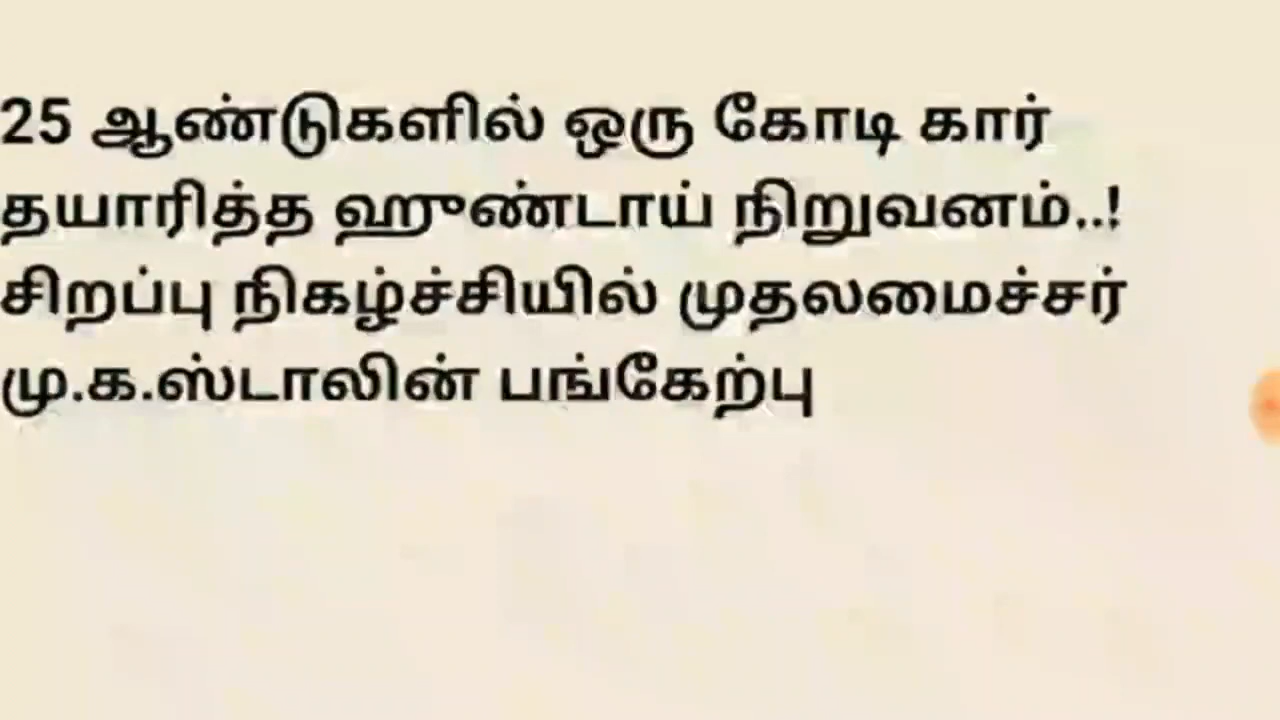 25 ஆண்டுகளில் ஒரு கோடி கார்
தயாரித்த ஹுண்டாய் நிறுவனம்..!
சிறப்பு நிகழ்ச்சியில் முதலமைச்சர்
மு.க.ஸ்டாலின் பங்கேற்பு